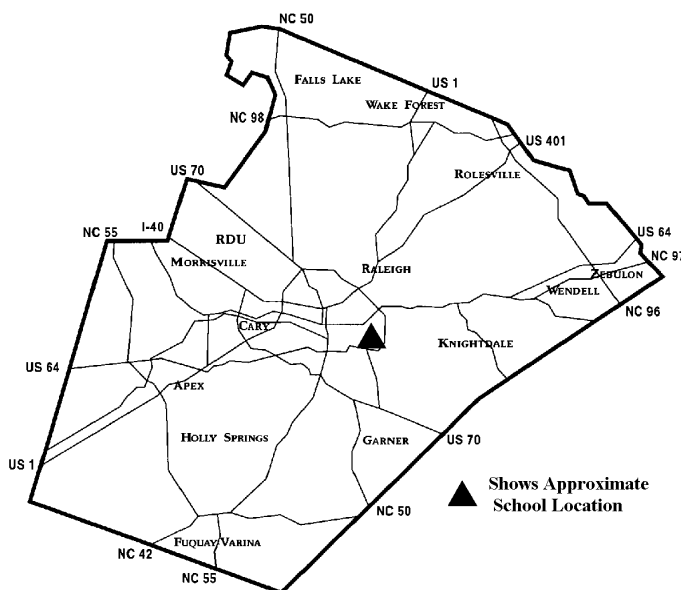 NC 50
FALLS LAKE
US 1
WAKE FOREST
NC 98
US 401
US 70
ROLESVILLE
I-40
NC 55
RDU
US 64
MORRISVILLE
RALEIGH
NC 97
ZEBULON
WENDELL
NC 96
CARY
KNIGHTDALE
US 64
APEX
HOLLY SPRINGS
GARNER
US 70
US 1
Shows Approximate
School Location
NC 50
FUQUAY-VARINA
NC 42
NC 55